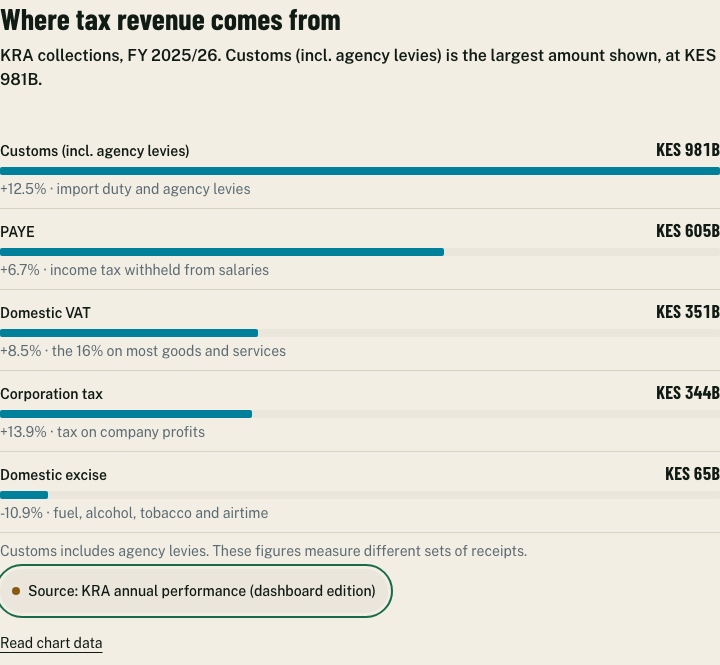 Where tax revenue comes from
KRA collections, FY 2025/26. Customs (incl. agency levies) is the largest amount shown, at KES
981B.
Customs (incl. agency levies) KES 981B
+12.5% · import duty and agency levies
PAYE KES 605B
+6.7% · income tax withheld from salaries
Domestic VAT KES 351B
+8.5% · the 16% on most goods and services
Corporation tax KES 344B
+13.9% · tax on company profits
Domestic excise KES 65B
-10.9% · fuel, alcohol, tobacco and airtime
Customs includes agency levies. These figures measure different sets of receipts.
Source: KRA annual performance (dashboard edition)
Read chart data